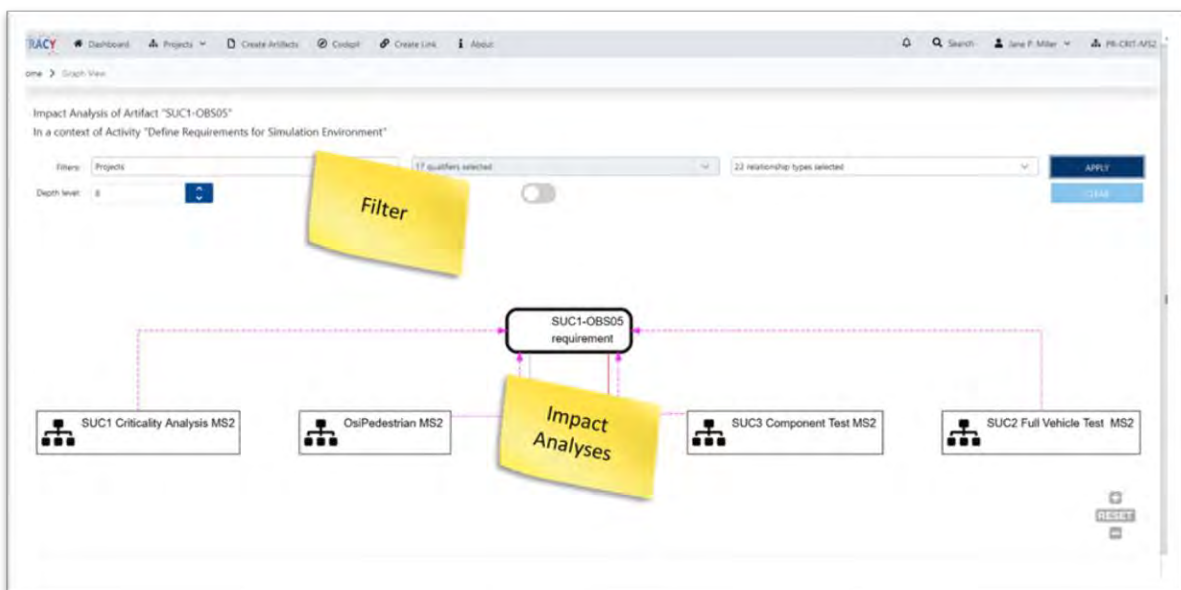 RACY Dashboard Projects Create Artifacts Cockpit Create Link About Search Jane P. Miller PR-CRIT-MS2
ome > Graph View
Impact Analysis of Artifact "SUC1-OBS05"
In a context of Activity "Define Requirements for Simulation Environment"
Filters: Projects 17 qualifiers selected 22 relationship types selected APPLY
Depth level: 8 CLEAR
Filter
SUC1-OBS05
requirement
Impact
Analyses
SUC1 Criticality Analysis MS2
OsiPedestrian MS2
SUC3 Component Test MS2
SUC2 Full Vehicle Test MS2
RESET